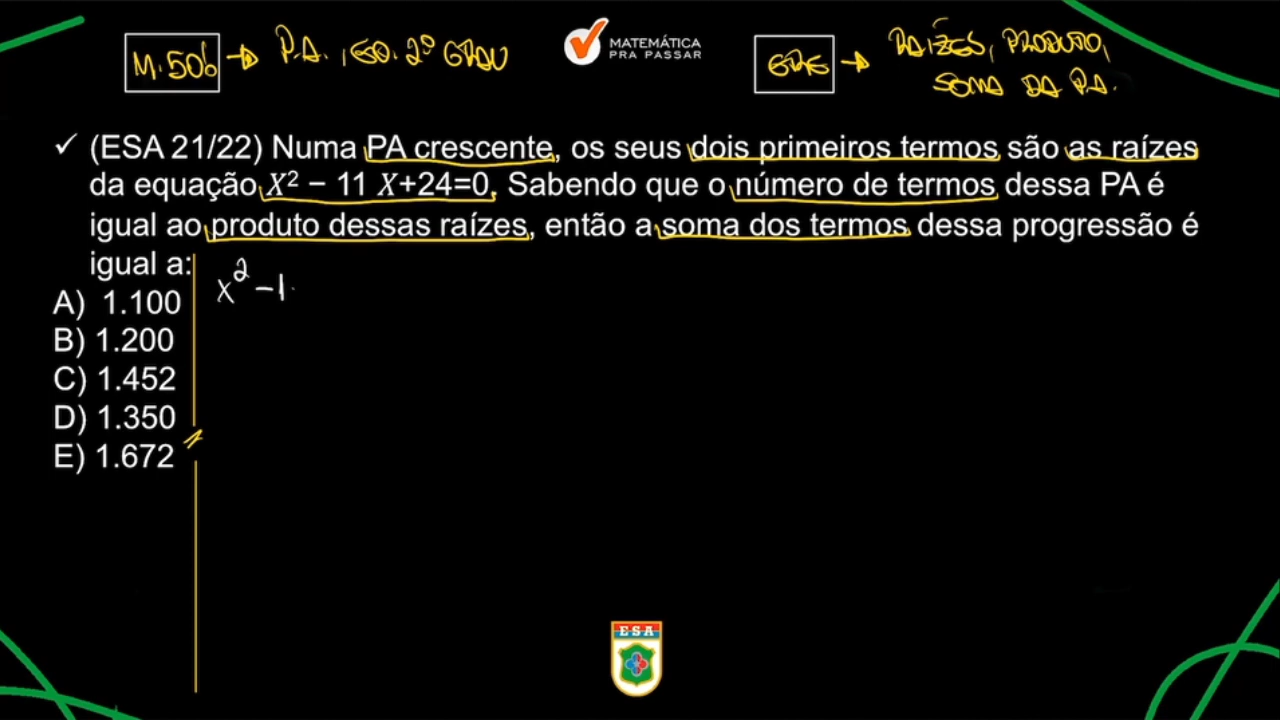 M.50% → P.A., EQ. 2º GRAU
MATEMÁTICA
PRA PASSAR
→ RAÍZES, PRODUTO,
SOMA DA P.A.
✓ (ESA 21/22) Numa PA crescente, os seus dois primeiros termos são as raízes
da equação X² − 11 X+24=0. Sabendo que o número de termos dessa PA é
igual ao produto dessas raízes, então a soma dos termos dessa progressão é
igual a:
x² -1
A) 1.100
B) 1.200
C) 1.452
D) 1.350
E) 1.672
ESA